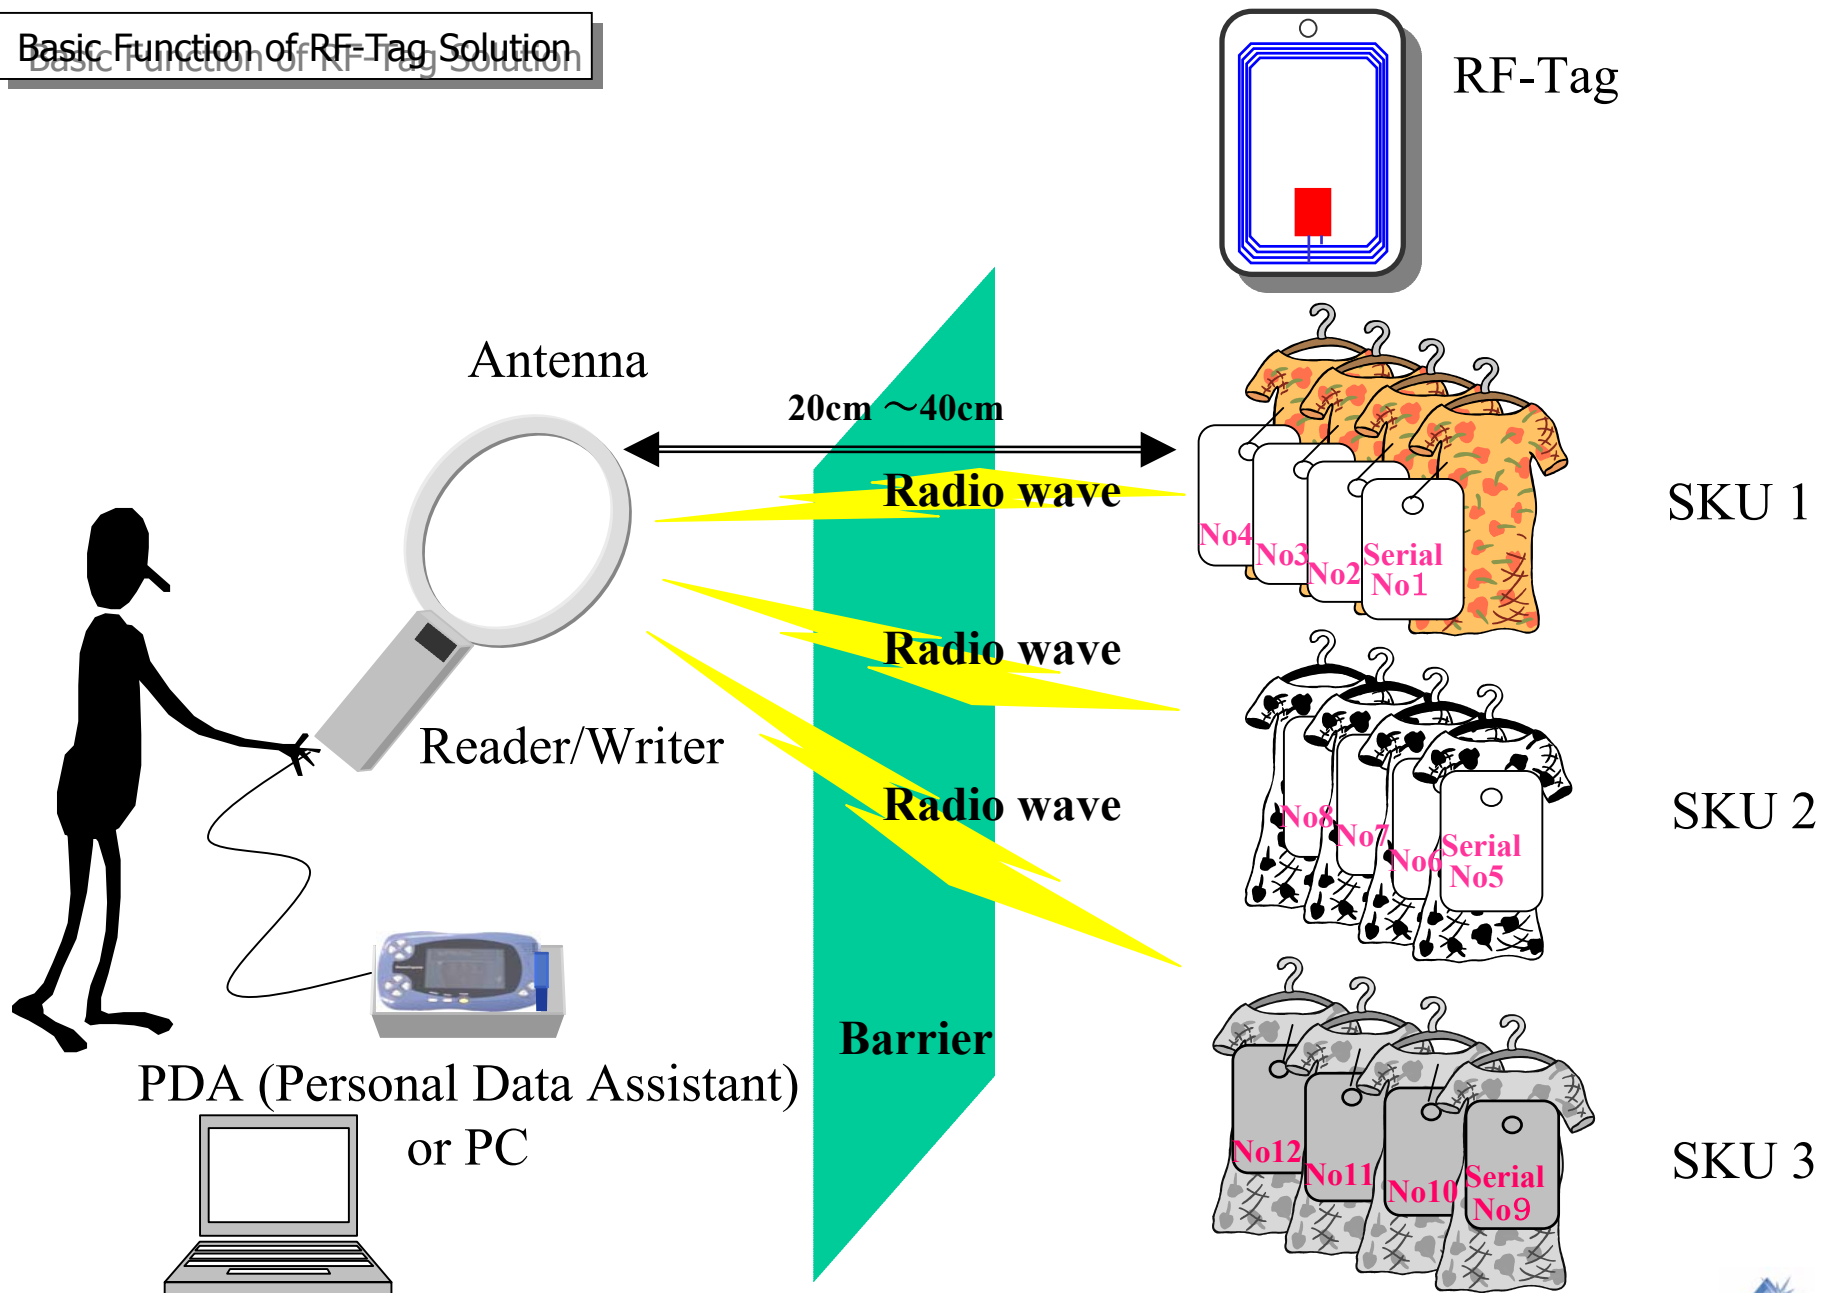 Basic Function of RF-Tag Solution
RF-Tag
Antenna
20cm ～40cm
Radio wave
SKU 1
No4
No3
No2
Serial
No1
Radio wave
Reader/Writer
Radio wave
SKU 2
No8
No7
No6
Serial
No5
Barrier
PDA (Personal Data Assistant)
or PC
SKU 3
No12
No11
No10
Serial
No9